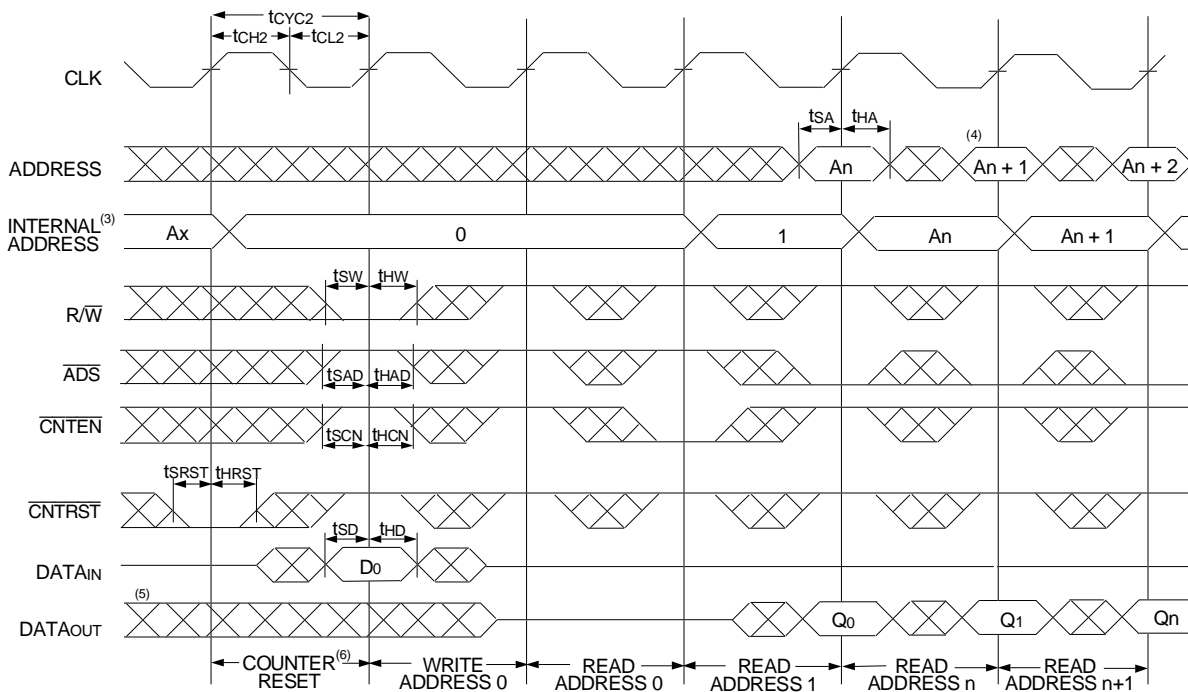 tCYC2
tCH2 tCL2
CLK
tSA tHA
ADDRESS An (4) An + 1 An + 2
INTERNAL(3)
ADDRESS Ax 0 1 An An + 1
tSW tHW
R/W
ADS
tSAD tHAD
CNTEN
tSCN tHCN
tSRST tHRST
CNTRST
tSD tHD
DATAIN D0
(5)
DATAOUT Q0 Q1 Qn
COUNTER(6)
RESET
WRITE
ADDRESS 0
READ
ADDRESS 0
READ
ADDRESS 1
READ
ADDRESS n
READ
ADDRESS n+1